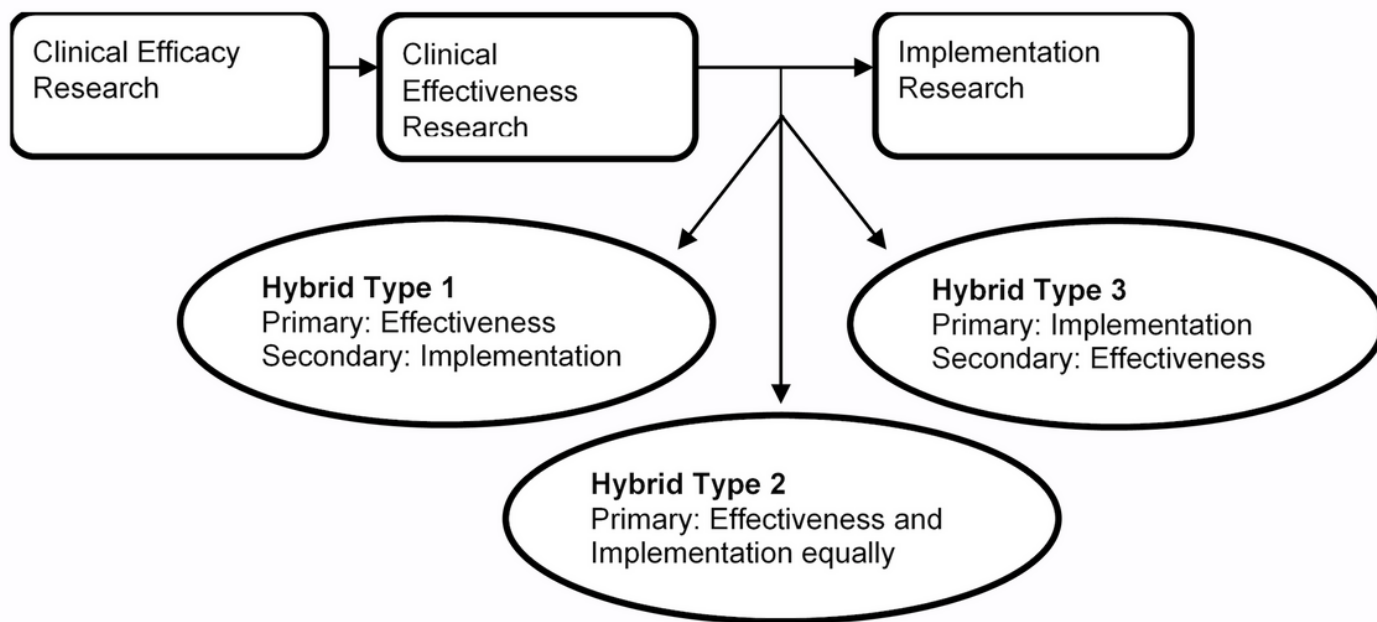 Clinical Efficacy
Research
Clinical
Effectiveness
Research
Implementation
Research
Hybrid Type 1
Primary: Effectiveness
Secondary: Implementation
Hybrid Type 3
Primary: Implementation
Secondary: Effectiveness
Hybrid Type 2
Primary: Effectiveness and
Implementation equally